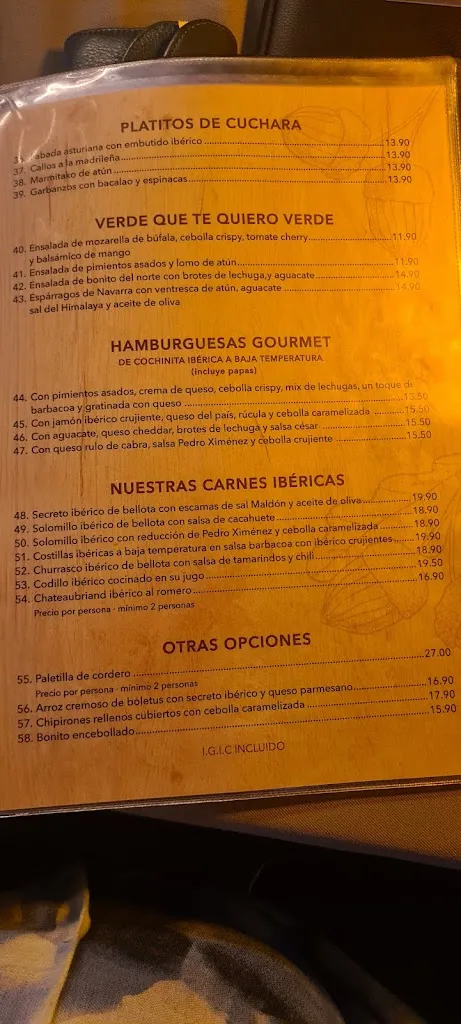 PLATITOS DE CUCHARA
abada asturiana con embutido ibérico 13.90
37. Callos a la madrileña 13.90
38. Marmitako de atún 13.90
39. Garbanzos con bacalao y espinacas 13.90
VERDE QUE TE QUIERO VERDE
40. Ensalada de mozarella de búfala, cebolla crispy, tomate cherry 11.90
y balsámico de mango
41. Ensalada de pimientos asados y lomo de atún 11.90
42. Ensalada de bonito del norte con brotes de lechuga,y aguacate 14.90
43. Espárragos de Navarra con ventresca de atún, aguacate 14.90
sal del Himalaya y aceite de oliva
HAMBURGUESAS GOURMET
DE COCHINITA IBÉRICA A BAJA TEMPERATURA
(incluye papas)
44. Con pimientos asados, crema de queso, cebolla crispy, mix de lechugas, un toque de
barbacoa y gratinada con queso 13.50
45. Con jamón ibérico crujiente, queso del país, rúcula y cebolla caramelizada 15.50
46. Con aguacate, queso cheddar, brotes de lechuga y salsa césar 15.50
47. Con queso rulo de cabra, salsa Pedro Ximénez y cebolla crujiente 15.50
NUESTRAS CARNES IBÉRICAS
48. Secreto ibérico de bellota con escamas de sal Maldón y aceite de oliva 19.90
49. Solomillo ibérico de bellota con salsa de cacahuete 18.90
50. Solomillo ibérico con reducción de Pedro Ximénez y cebolla caramelizada 18.90
51. Costillas ibéricas a baja temperatura en salsa barbacoa con ibérico crujientes 19.90
52. Churrasco ibérico de bellota con salsa de tamarindos y chili 18.90
53. Codillo ibérico cocinado en su jugo 19.50
54. Chateaubriand ibérico al romero 16.90
Precio por persona - mínimo 2 personas
OTRAS OPCIONES
55. Paletilla de cordero 27.00
Precio por persona - mínimo 2 personas
56. Arroz cremoso de boletus con secreto ibérico y queso parmesano 16.90
57. Chipirones rellenos cubiertos con cebolla caramelizada 17.90
58. Bonito encebollado 15.90
I.G.I.C INCLUIDO